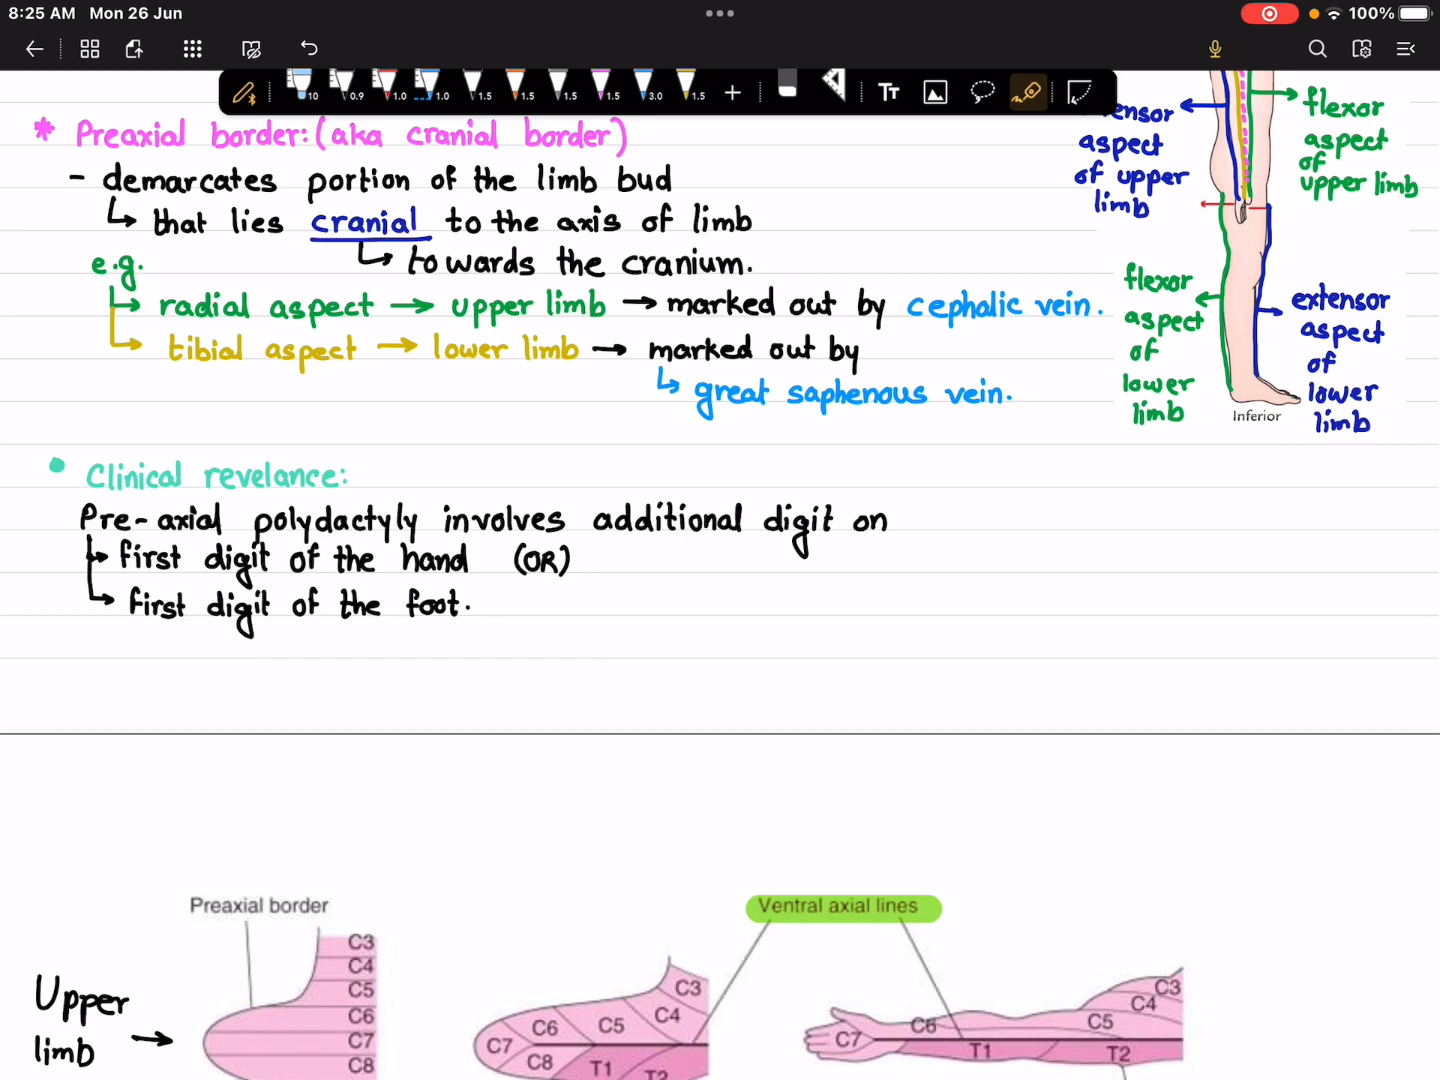 8:25 AM Mon 26 Jun
100%
10 0.9 1.0 1.0 1.5 1.5 1.5 1.5 3.0 1.5
Tт
* Preaxial border: (aka cranial border)
- demarcates portion of the limb bud
↳ that lies cranial to the axis of limb
↳ towards the cranium.
e.g.
↳ radial aspect → upper limb → marked out by cephalic vein.
↳ tibial aspect → lower limb → marked out by
↳ great saphenous vein.
ensor
aspect
of upper
limb
flexor
aspect
of
upper limb
flexor
aspect
of
lower
limb
extensor
aspect
of
lower
limb
Inferior
• Clinical revelance:
Pre-axial polydactyly involves additional digit on
↳ first digit of the hand (OR)
↳ first digit of the foot.
Preaxial border
Ventral axial lines
Upper
limb →
C3
C4
C5
C6
C7
C8
C3
C4
C5
C6
C7
C8
T1
T2
C3
C4
C5
C6
C7
T1
T2